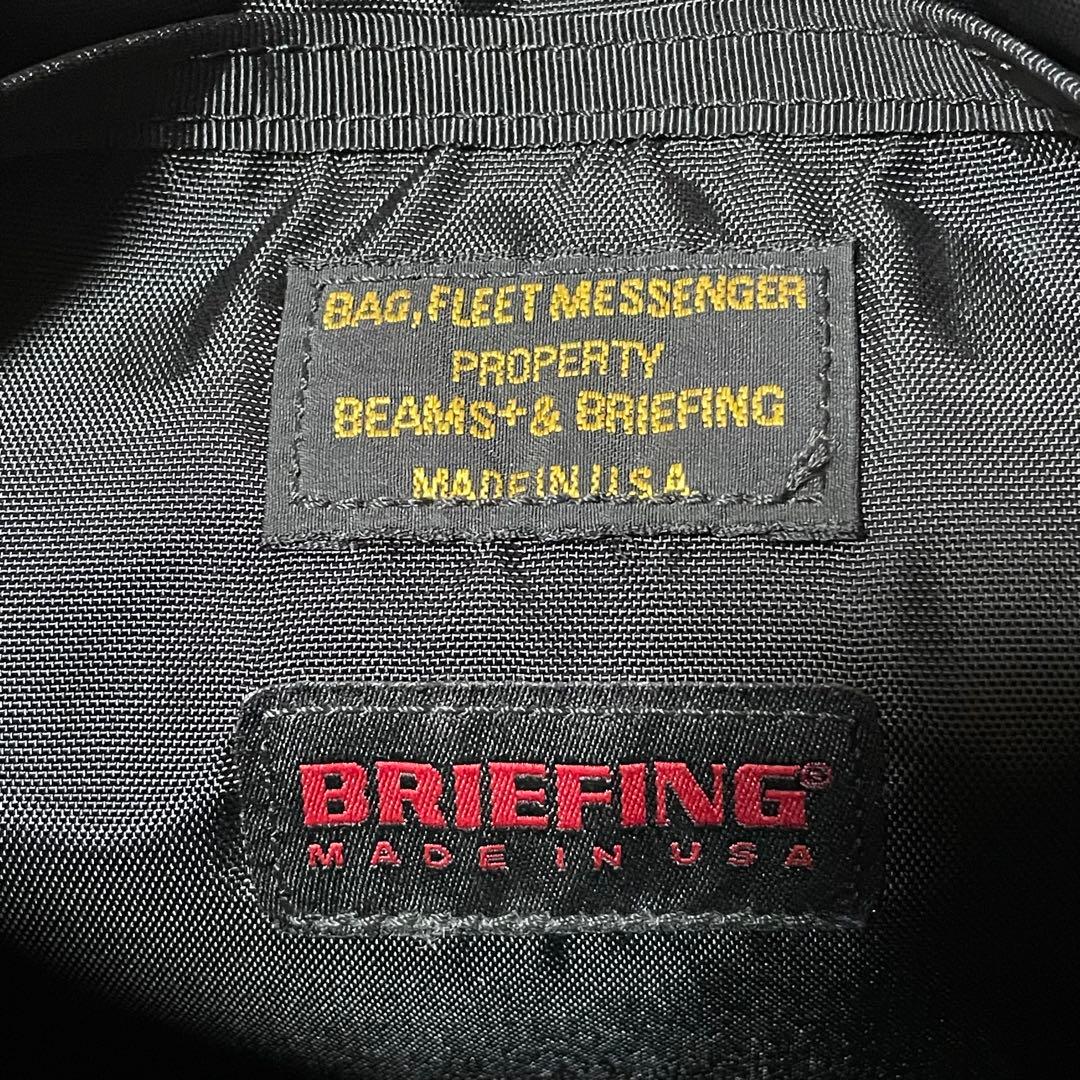 BAG, FLEET MESSENGER
PROPERTY
BEAMS+ & BRIEFING
MADE IN U.S.A
BRIEFING®
MADE IN USA